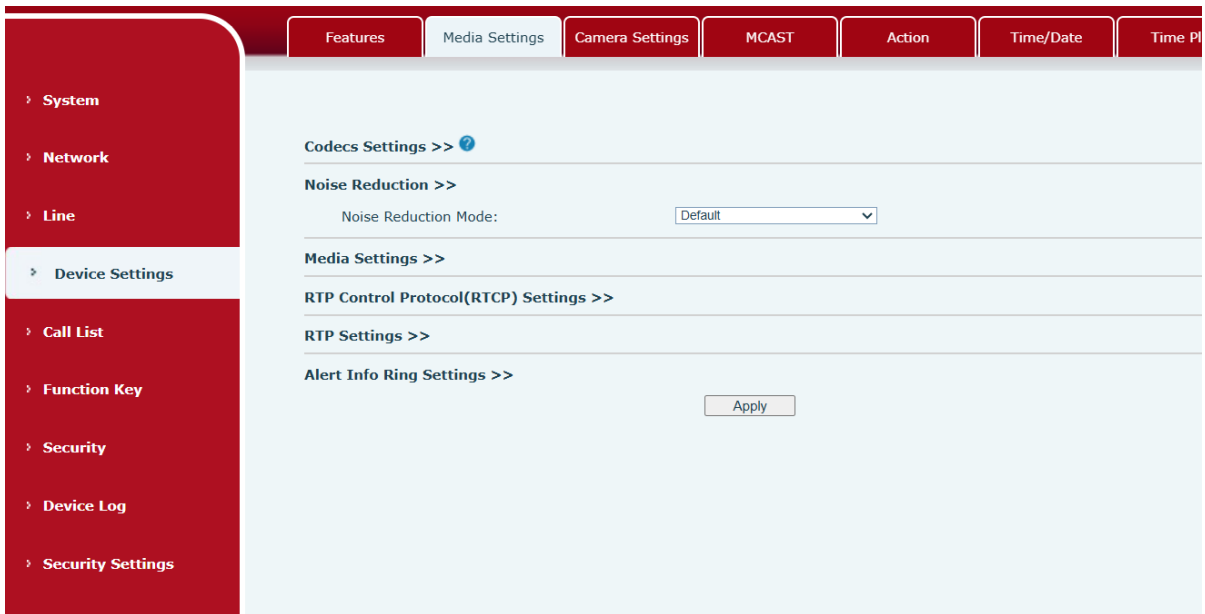 Features
Media Settings
Camera Settings
MCAST
Action
Time/Date
Time Pl
System
Network
Line
Device Settings
Call List
Function Key
Security
Device Log
Security Settings
Codecs Settings >> ?
Noise Reduction >>
Noise Reduction Mode: Default
Media Settings >>
RTP Control Protocol(RTCP) Settings >>
RTP Settings >>
Alert Info Ring Settings >>
Apply